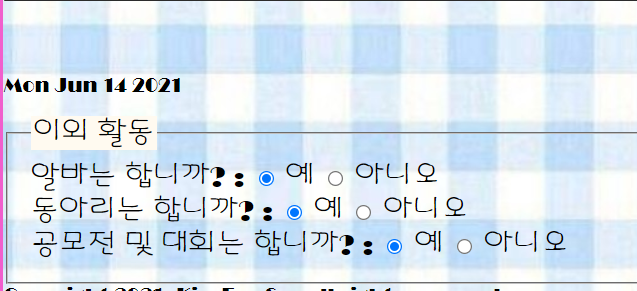 Mon Jun 14 2021
이외 활동
알바는 합니까? : 예 아니오
동아리는 합니까? : 예 아니오
공모전 및 대회는 합니까? : 예 아니오